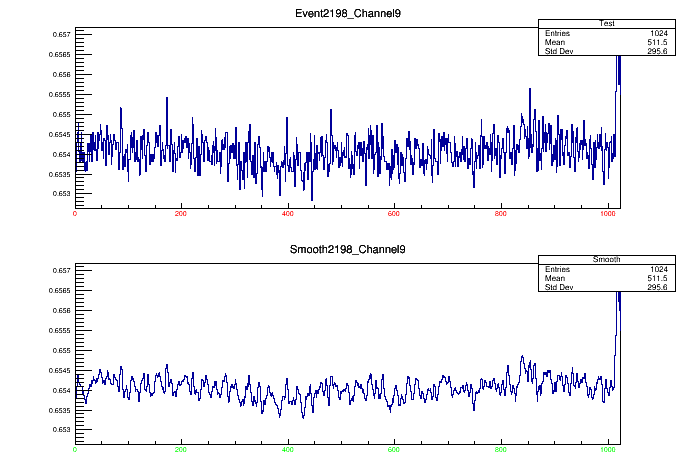 Event2198_Channel9
Test
Entries 1024
Mean 511.5
Std Dev 295.6
0.657
0.6565
0.656
0.6555
0.655
0.6545
0.654
0.6535
0.653
0 200 400 600 800 1000
Smooth2198_Channel9
Smooth
Entries 1024
Mean 511.5
Std Dev 295.6
0.657
0.6565
0.656
0.6555
0.655
0.6545
0.654
0.6535
0.653
0 200 400 600 800 1000